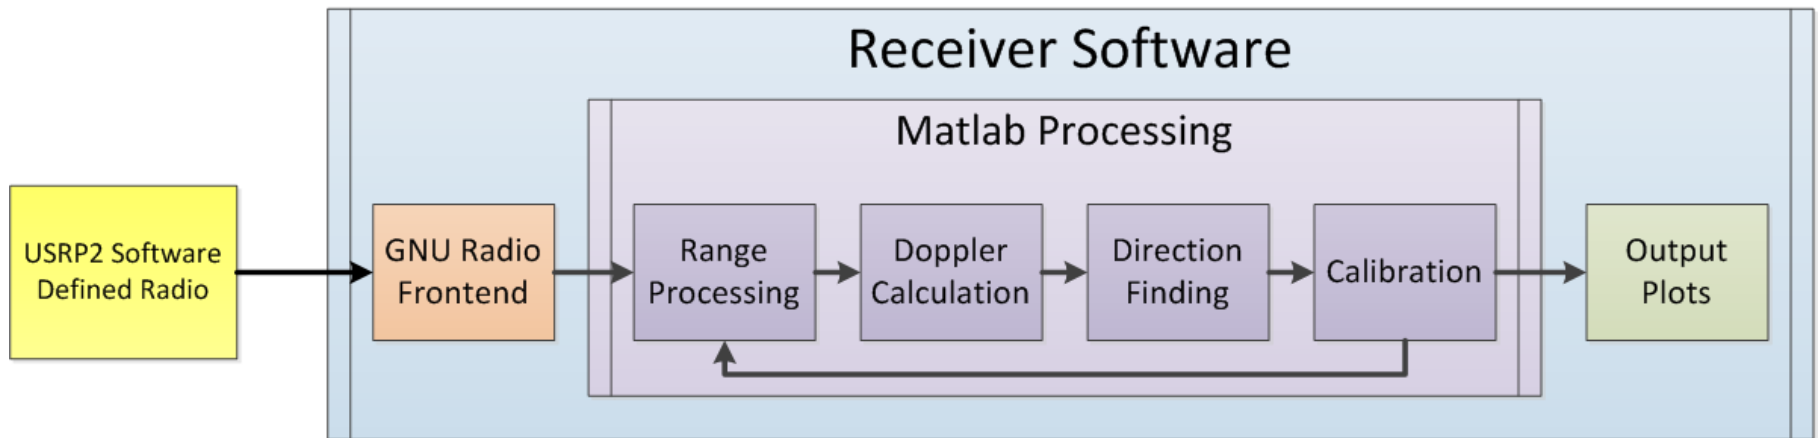 Receiver Software
Matlab Processing
USRP2 Software
Defined Radio
GNU Radio
Frontend
Range
Processing
Doppler
Calculation
Direction
Finding
Calibration
Output
Plots